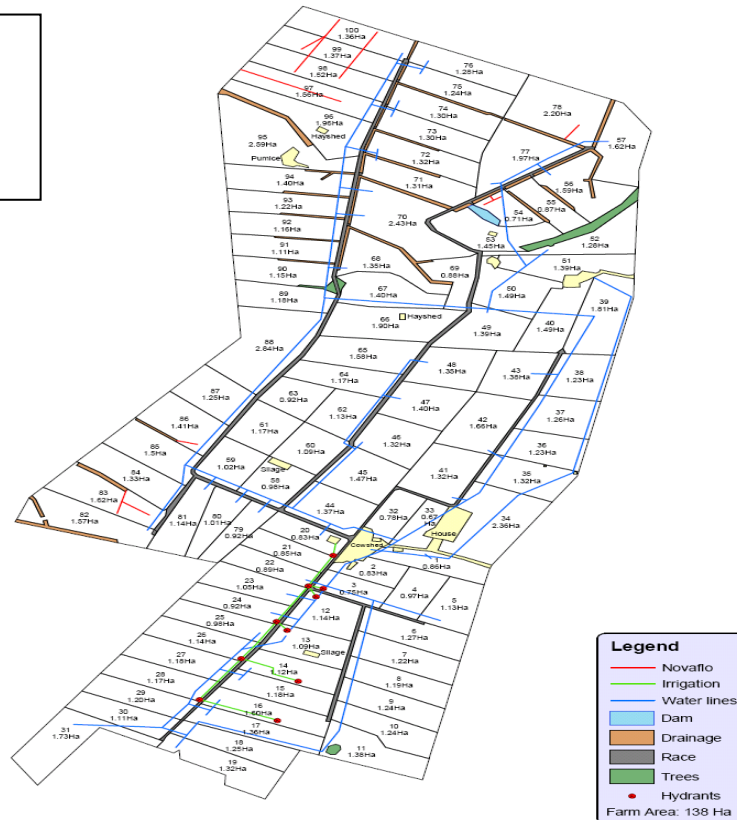 100
1.36Ha
99
1.37Ha
98
1.52Ha
97
1.56Ha
96
1.96Ha
Hayshed
95
2.59Ha
Pumice
94
1.40Ha
93
1.22Ha
92
1.16Ha
91
1.11Ha
90
1.15Ha
89
1.18Ha
88
2.84Ha
76
1.28Ha
75
1.24Ha
74
1.30Ha
73
1.30Ha
72
1.32Ha
71
1.31Ha
78
2.20Ha
57
1.62Ha
77
1.97Ha
56
1.59Ha
55
0.87Ha
54
0.71Ha
53
1.45Ha
52
1.26Ha
51
1.39Ha
50
1.49Ha
70
2.43Ha
69
0.88Ha
68
1.35Ha
67
1.40Ha
66
1.90Ha
Hayshed
65
1.58Ha
64
1.17Ha
63
0.92Ha
62
1.13Ha
61
1.17Ha
60
1.09Ha
59
1.02Ha
Silage
58
0.98Ha
49
1.39Ha
48
1.35Ha
47
1.40Ha
46
1.32Ha
45
1.47Ha
44
1.37Ha
43
1.38Ha
42
1.66Ha
41
1.32Ha
40
1.49Ha
39
1.81Ha
38
1.23Ha
37
1.26Ha
36
1.23Ha
35
1.32Ha
34
2.36Ha
33
0.67
Ha
32
0.78Ha
House
Cowshed
87
1.25Ha
86
1.41Ha
85
1.5Ha
84
1.33Ha
83
1.62Ha
82
1.57Ha
81
1.14Ha
80
1.01Ha
79
0.92Ha
20
0.83Ha
21
0.85Ha
22
0.89Ha
23
1.05Ha
24
0.92Ha
25
0.98Ha
26
1.14Ha
27
1.18Ha
28
1.17Ha
29
1.20Ha
30
1.11Ha
31
1.73Ha
0.86Ha
2
0.83Ha
3
0.75Ha
4
0.97Ha
5
1.13Ha
6
1.27Ha
7
1.22Ha
8
1.19Ha
9
1.24Ha
10
1.24Ha
11
1.38Ha
12
1.14Ha
13
1.09Ha
Silage
14
1.12Ha
15
1.18Ha
16
1.60Ha
17
1.36Ha
18
1.25Ha
19
1.32Ha
Legend
Novaflo
Irrigation
Water lines
Dam
Drainage
Race
Trees
Hydrants
Farm Area: 138 Ha